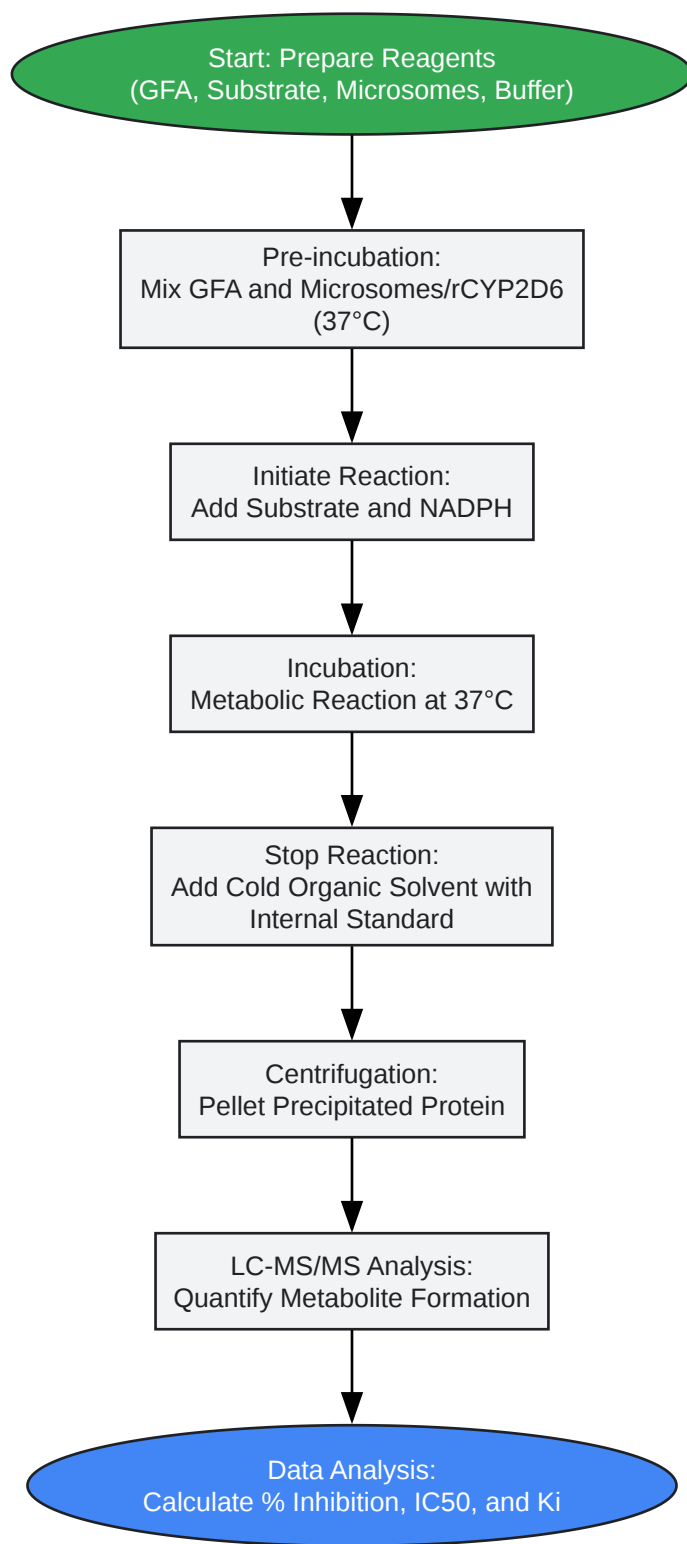 Start: Prepare Reagents
(GFA, Substrate, Microsomes, Buffer)
Pre-incubation:
Mix GFA and Microsomes/rCYP2D6
(37°C)
Initiate Reaction:
Add Substrate and NADPH
Incubation:
Metabolic Reaction at 37°C
Stop Reaction:
Add Cold Organic Solvent with
Internal Standard
Centrifugation:
Pellet Precipitated Protein
LC-MS/MS Analysis:
Quantify Metabolite Formation
Data Analysis:
Calculate % Inhibition, IC50, and Ki